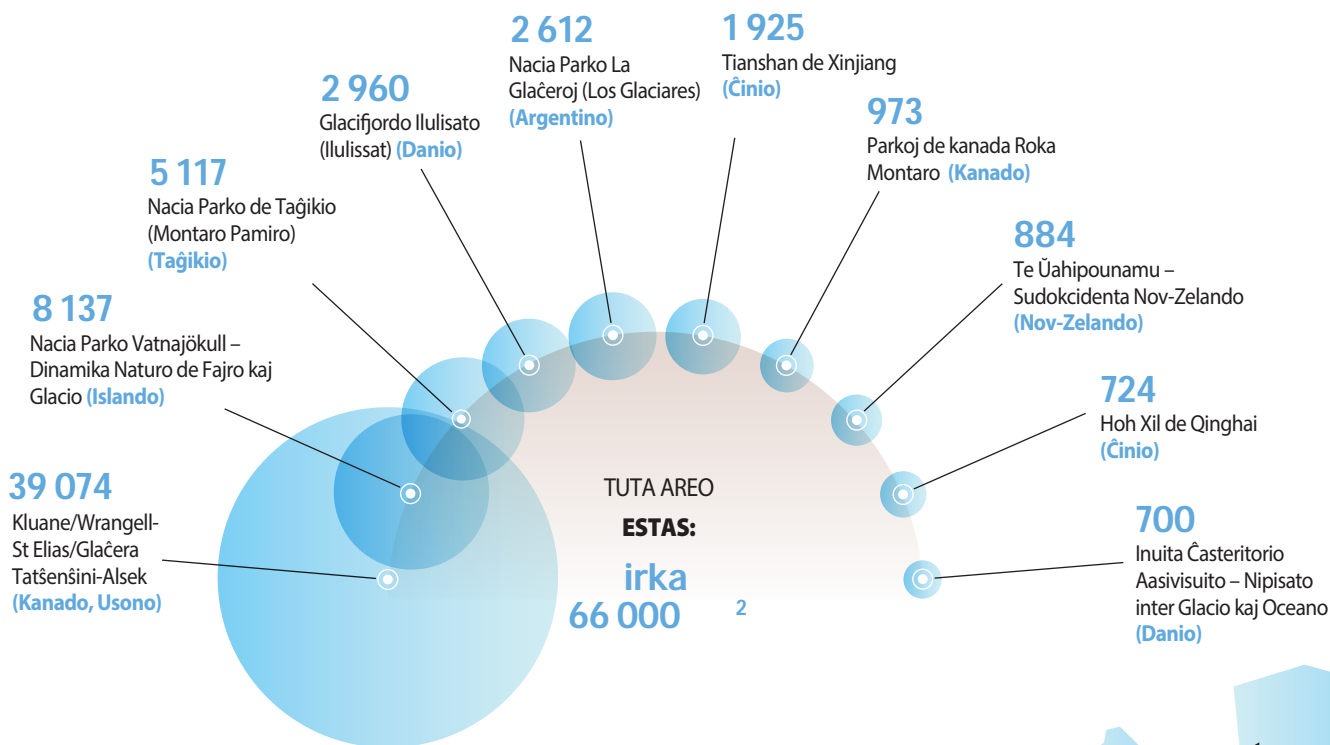 39 074
Kluane/Wrangell-
St Elias/Glaĉera
Tatŝenŝini-Alsek
(Kanado, Usono)
8 137
Nacia Parko Vatnajökull –
Dinamika Naturo de Fajro kaj
Glacio (Islando)
5 117
Nacia Parko de Taĝikio
(Montaro Pamiro)
(Taĝikio)
2 960
Glacifjordo Ilulisato
(Ilulissat) (Danio)
2 612
Nacia Parko La
Glaĉeroj (Los Glaciares)
(Argentino)
1 925
Tianshan de Xinjiang
(Ĉinio)
973
Parkoj de kanada Roka
Montaro (Kanado)
884
Te Ŭahipounamu –
Sudokcidenta Nov-Zelando
(Nov-Zelando)
724
Hoh Xil de Qinghai
(Ĉinio)
700
Inuita Ĉasteritorio
Aasivisuito – Nipisato
inter Glacio kaj Oceano
(Danio)
TUTA AREO
ESTAS:
irka
66 000 2